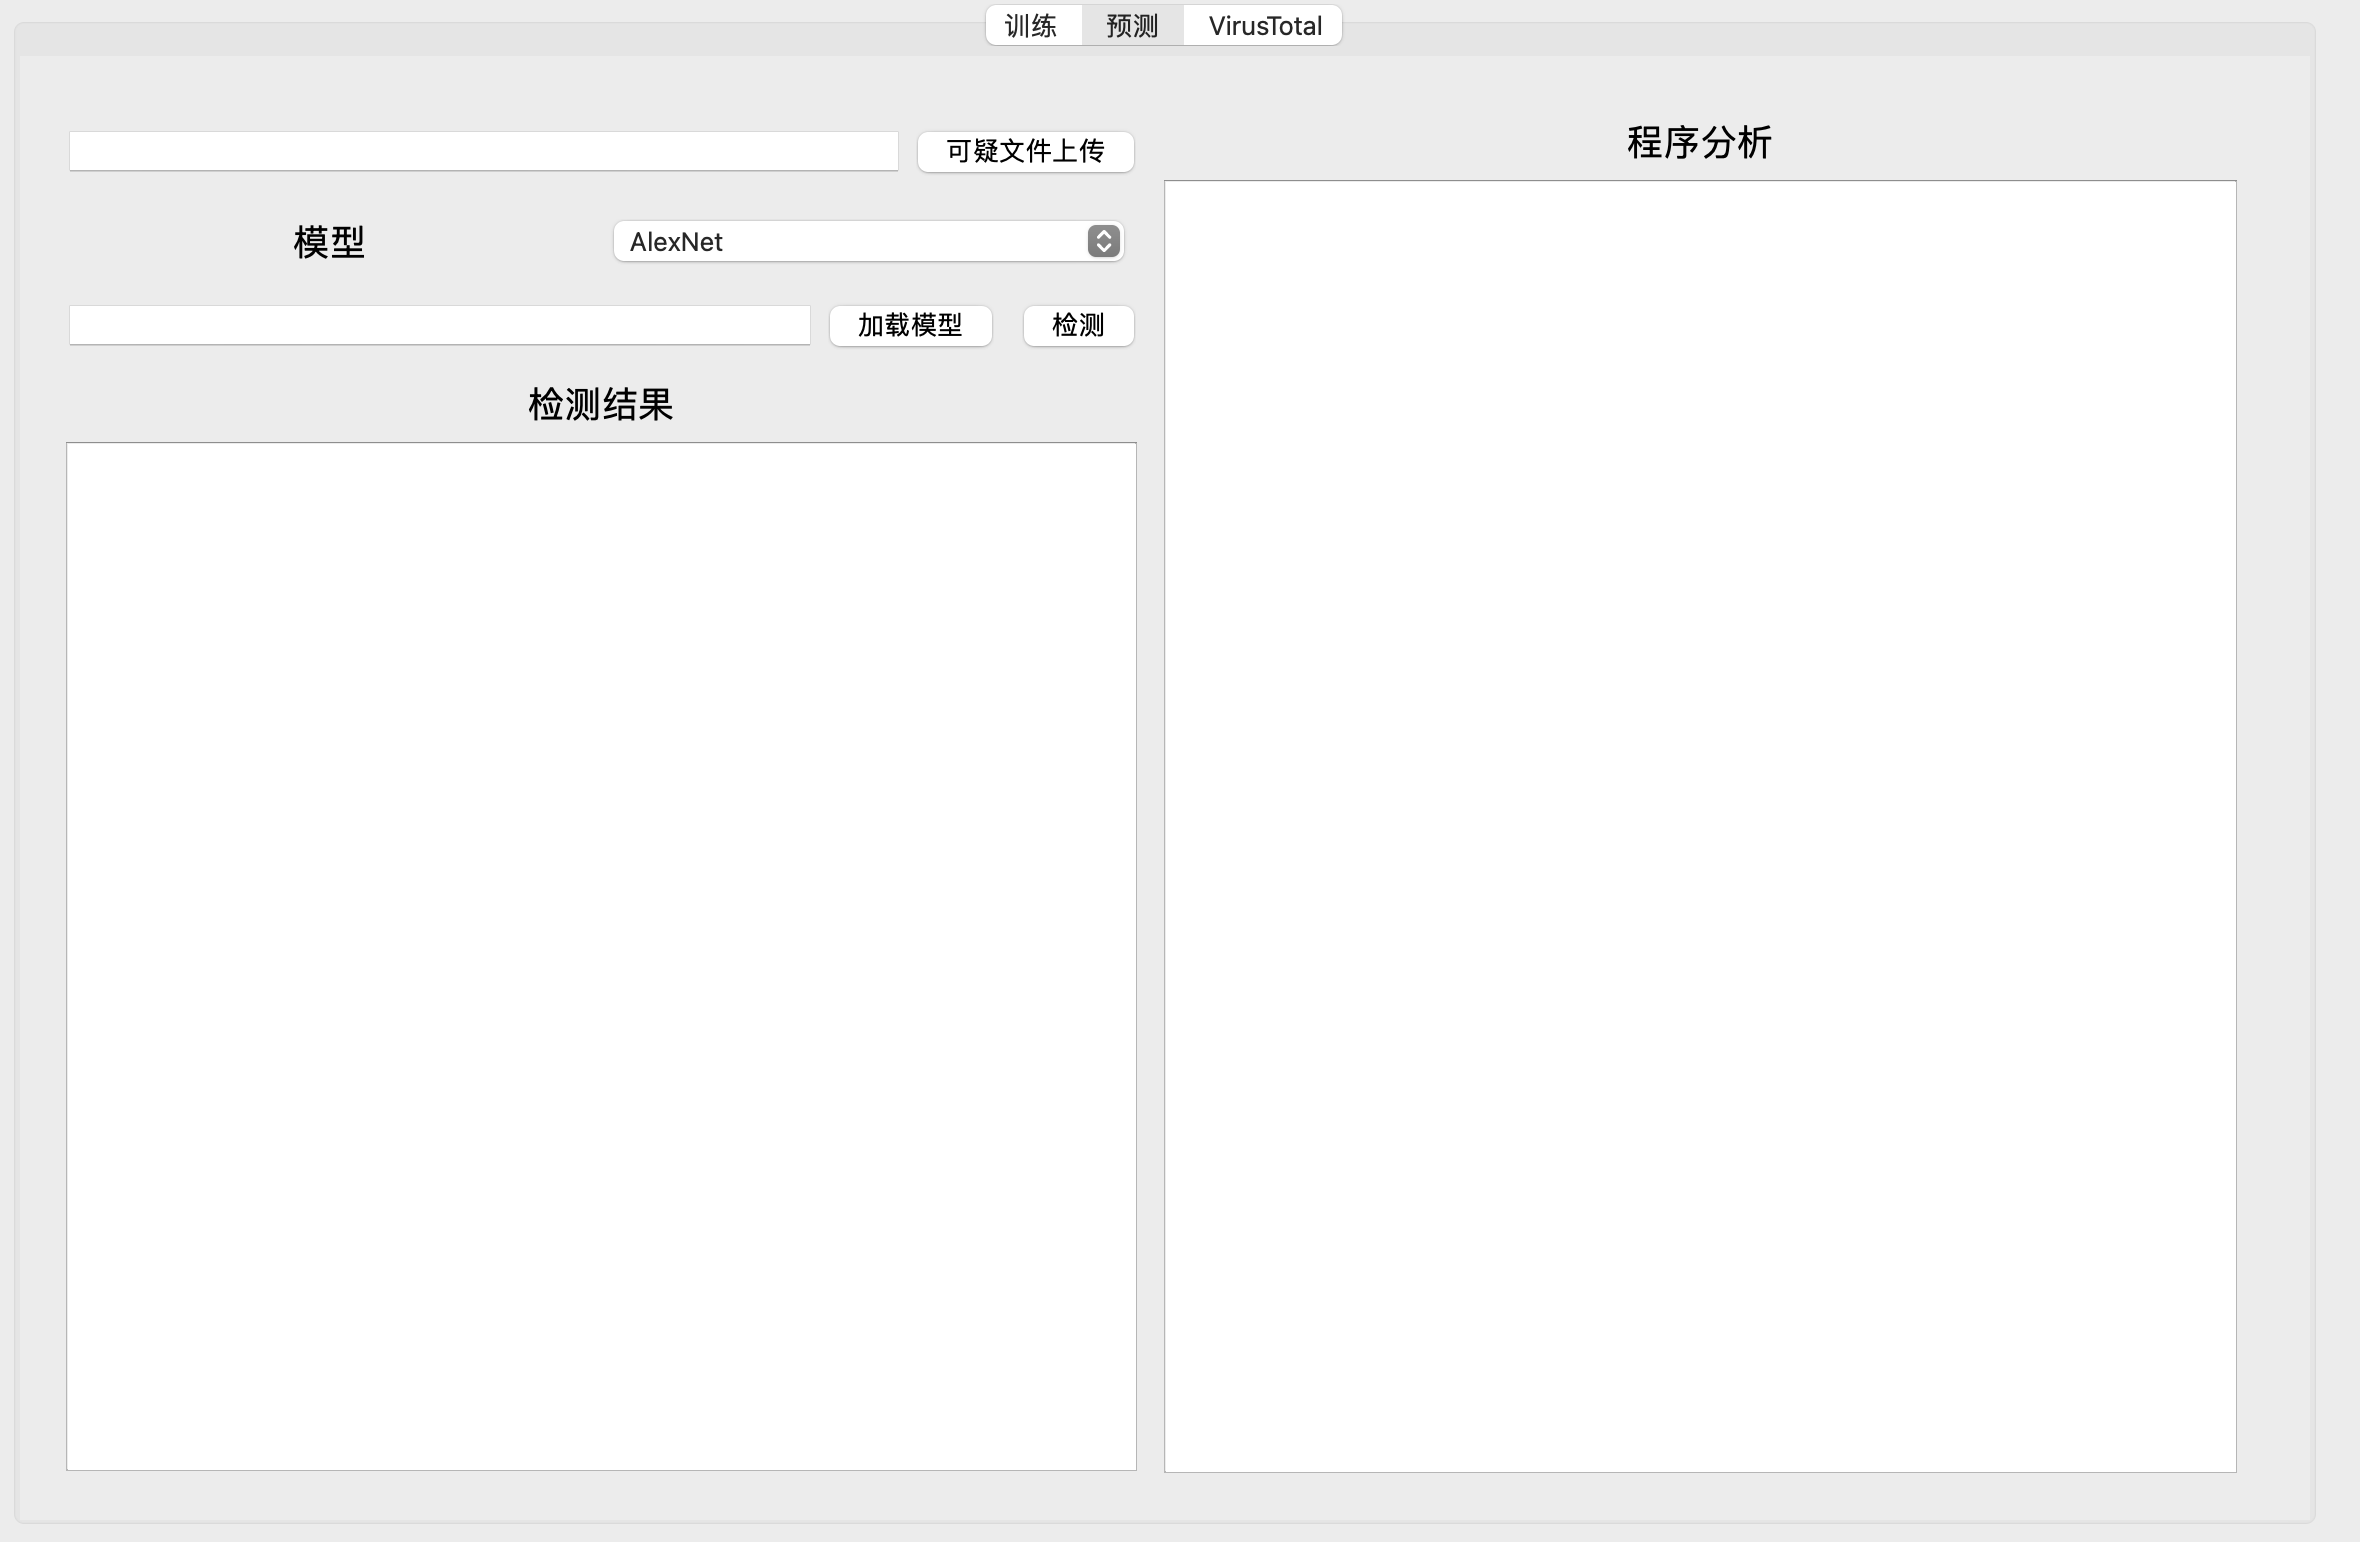 训练 预测 VirusTotal
可疑文件上传
模型 AlexNet
加载模型 检测
检测结果
程序分析